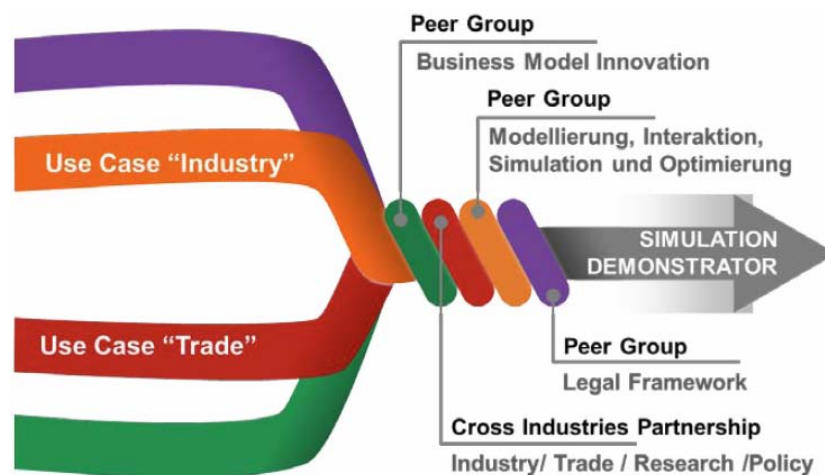 Peer Group
Business Model Innovation
Peer Group
Modellierung, Interaktion,
Simulation und Optimierung
Use Case “Industry”
SIMULATION
DEMONSTRATOR
Use Case “Trade”
Peer Group
Legal Framework
Cross Industries Partnership
Industry/ Trade / Research /Policy